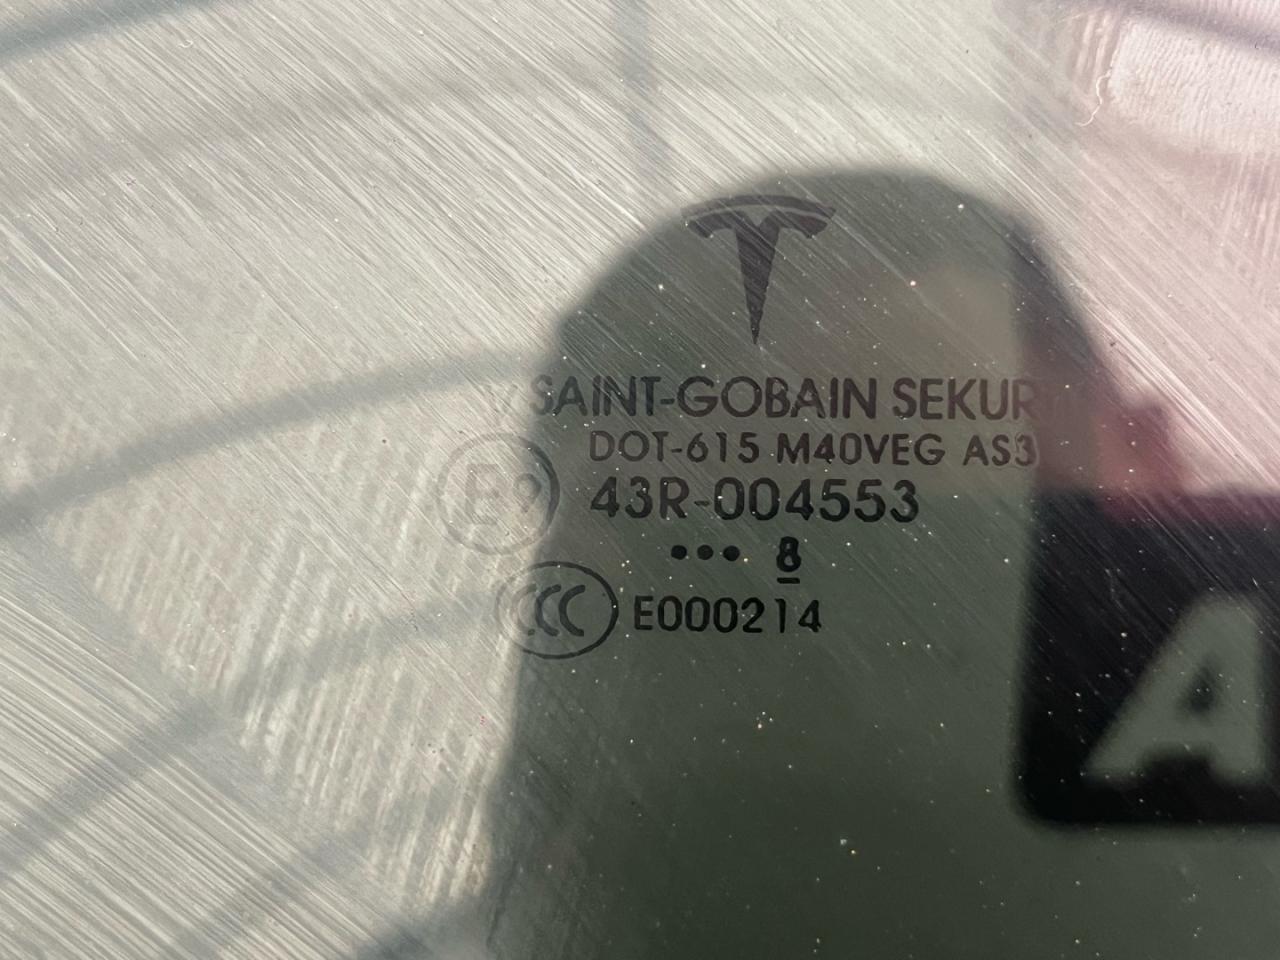 SAINT-GOBAIN SEKUR
DOT-615 M40VEG AS3
E9
43R-004553
••• 8
CCC E000214
A